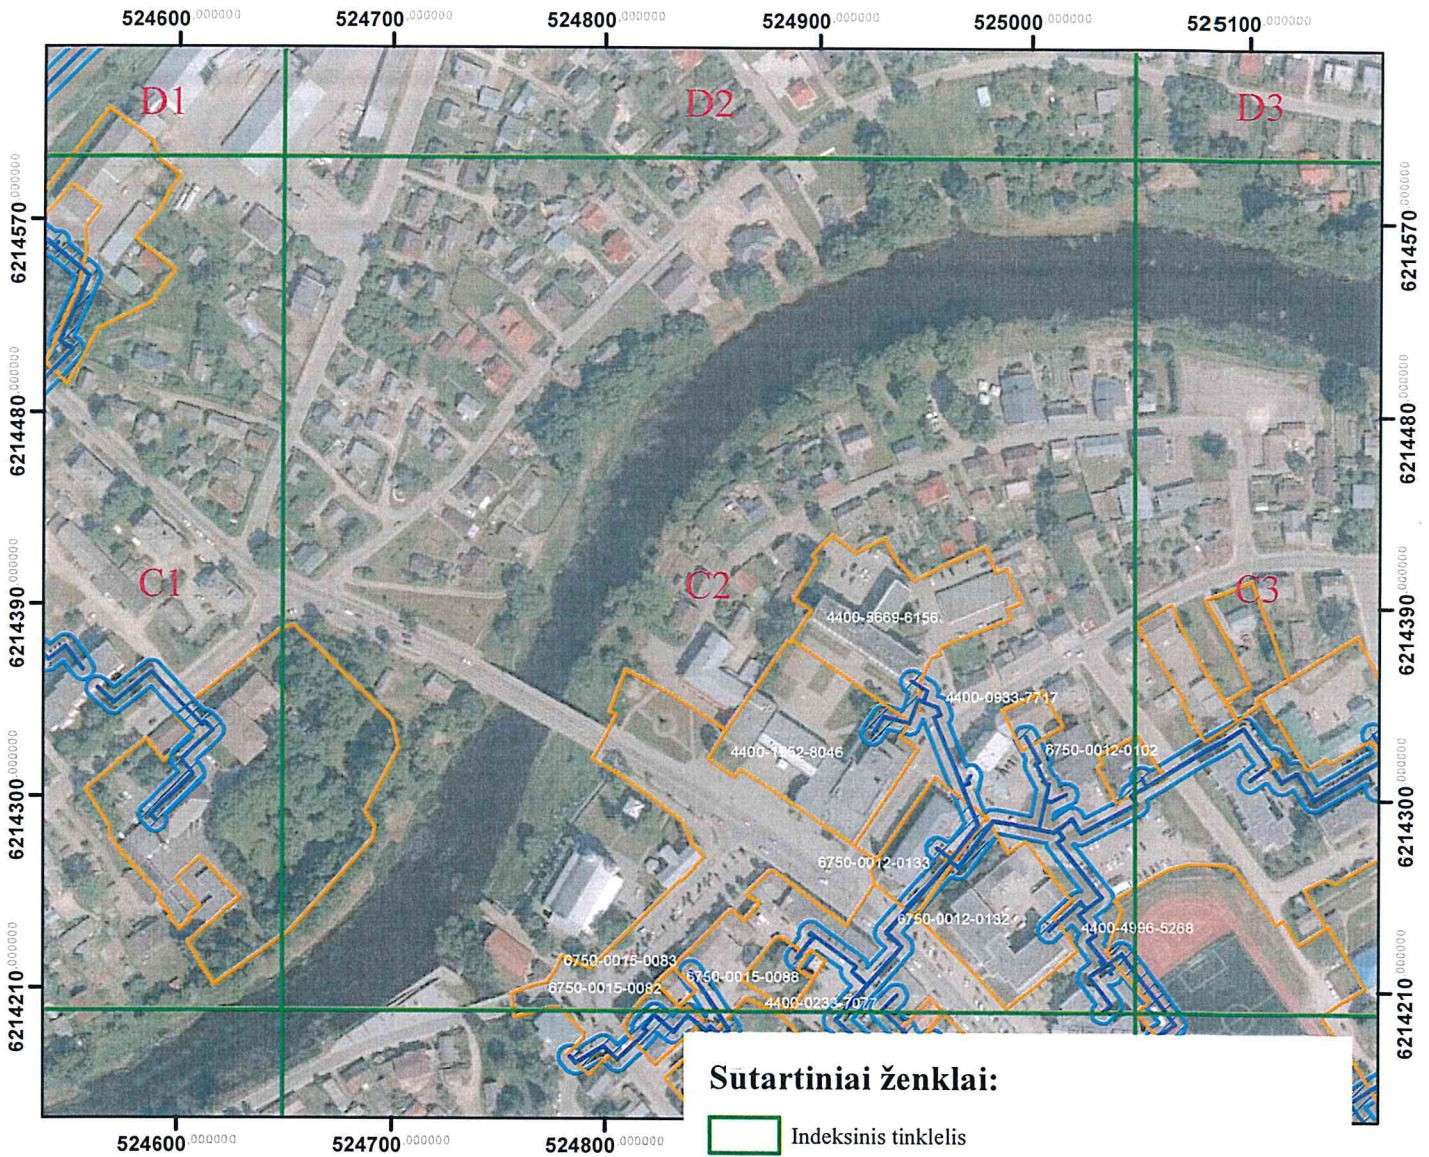 524600,000000 524700,000000 524800,000000 524900,000000 525000,000000 525100,000000
D1 D2 D3
6214570,000000 6214570,000000
6214480,000000 6214480,000000
C1 C2 C3
6214390,000000 6214390,000000
4400-5669-6156
4400-0933-7717
4400-1652-8046
6750-0012-0102
6214300,000000 6214300,000000
6750-0012-0133
6750-0012-0132
4400-4996-5268
6750-0015-0083
6750-0015-0088
6750-0015-0082
4400-0233-7077
6214210,000000 6214210,000000
Sutartiniai ženklai:
Indeksinis tinklelis
524600,000000 524700,000000 524800,000000